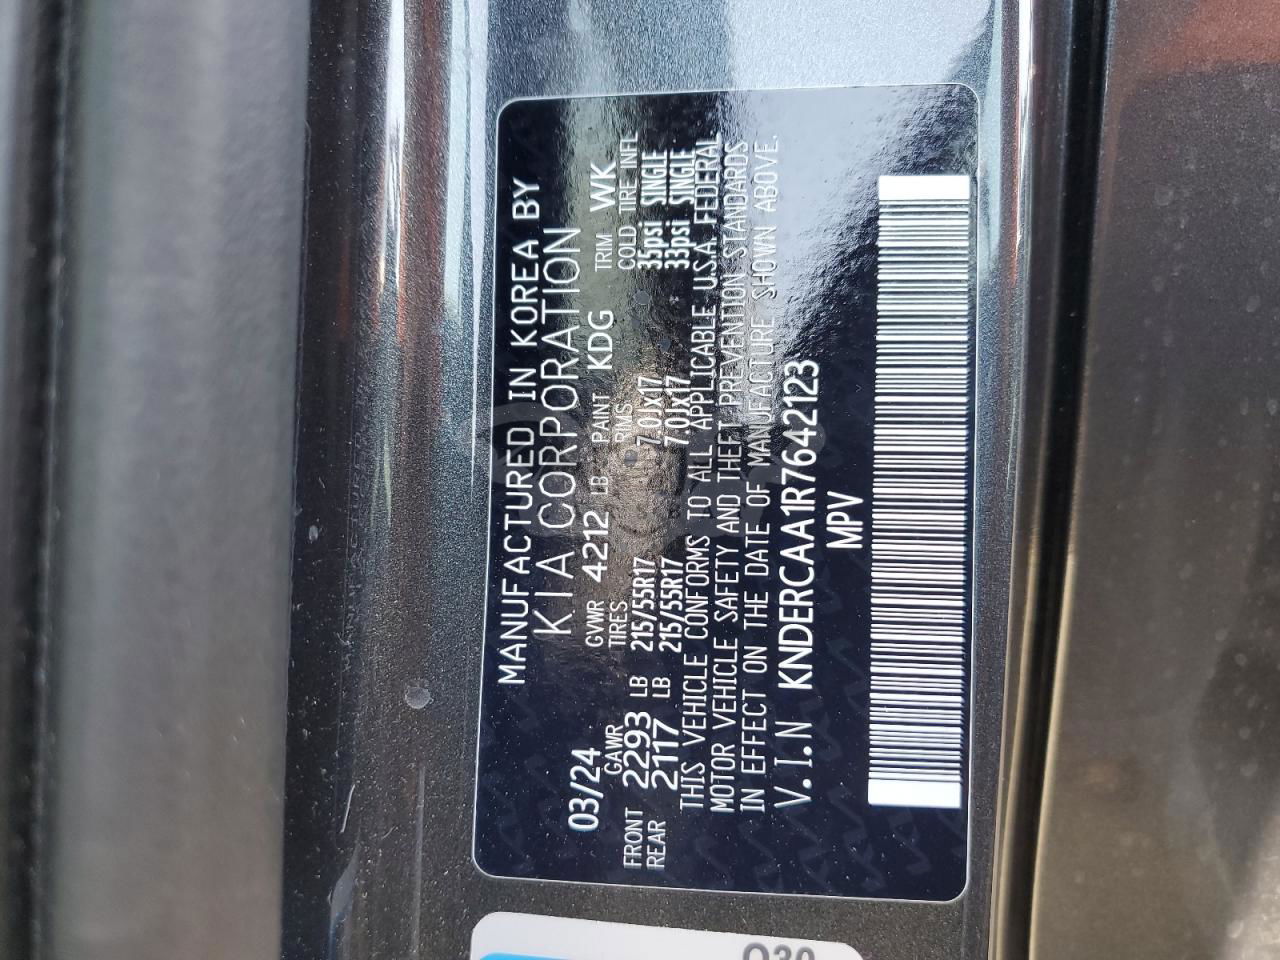 MANUFACTURED IN KOREA BY
KIA CORPORATION
03/24 GVWR 4212 LB PAINT KDG TRIM WK
GAWR TIRES RIMS COLD TIRE INFL
FRONT 2293 LB 215/55R17 7.0JX17 35psi SINGLE
REAR 2117 LB 215/55R17 7.0JX17 33psi SINGLE
THIS VEHICLE CONFORMS TO ALL APPLICABLE U.S.A. FEDERAL
MOTOR VEHICLE SAFETY AND THEFT PREVENTION STANDARDS
IN EFFECT ON THE DATE OF MANUFACTURE SHOWN ABOVE.
V.I.N KNDERCAA1R7642123
MPV